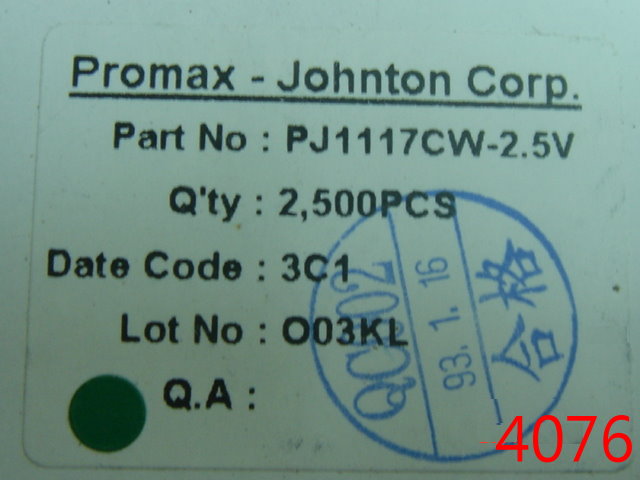 Promax - Johnton Corp.
Part No : PJ1117CW-2.5V
Q'ty : 2,500PCS
Date Code : 3C1
Lot No : O03KL
Q.A :
QC02
93.1.16
合格
-4076